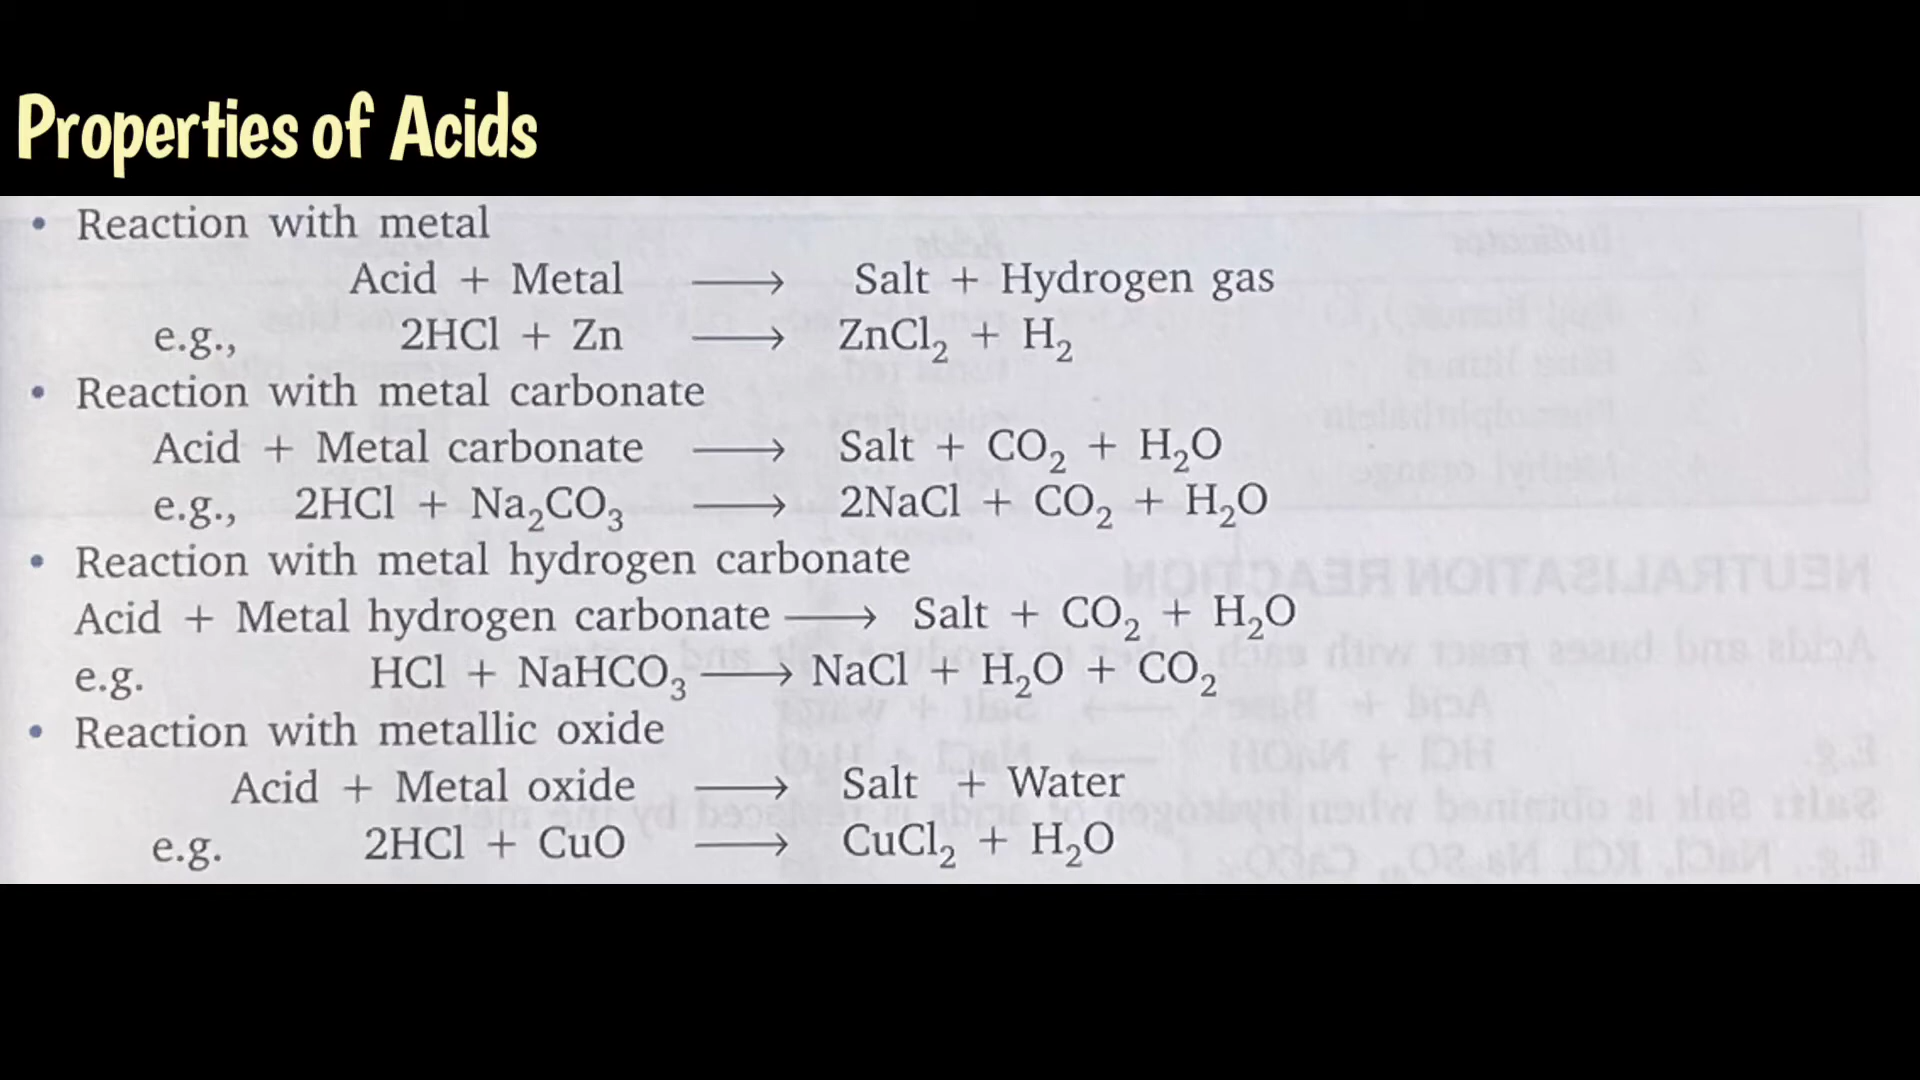 Properties of Acids
• Reaction with metal
Acid + Metal ⟶ Salt + Hydrogen gas
e.g., 2HCl + Zn ⟶ ZnCl₂ + H₂
• Reaction with metal carbonate
Acid + Metal carbonate ⟶ Salt + CO₂ + H₂O
e.g., 2HCl + Na₂CO₃ ⟶ 2NaCl + CO₂ + H₂O
• Reaction with metal hydrogen carbonate
Acid + Metal hydrogen carbonate ⟶ Salt + CO₂ + H₂O
e.g. HCl + NaHCO₃ ⟶ NaCl + H₂O + CO₂
• Reaction with metallic oxide
Acid + Metal oxide ⟶ Salt + Water
e.g. 2HCl + CuO ⟶ CuCl₂ + H₂O